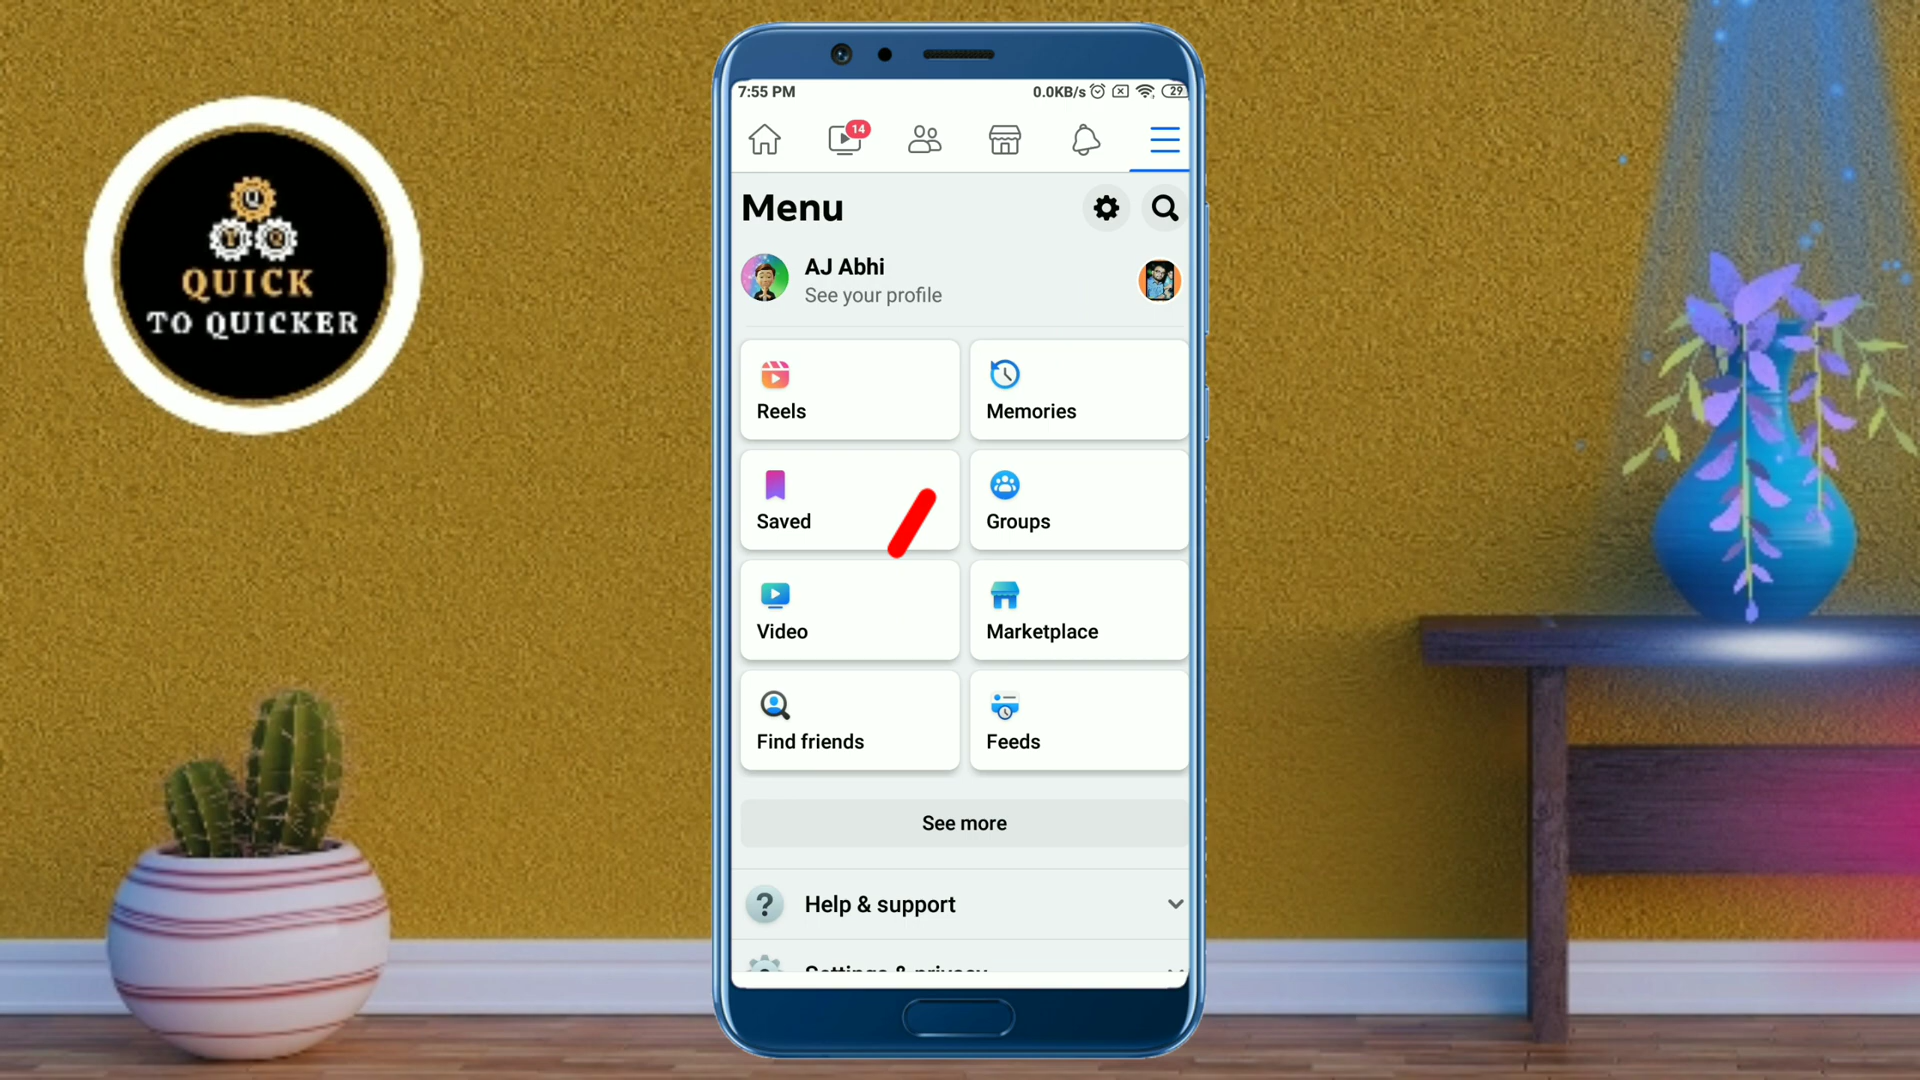 Q
Y Q
QUICK
TO QUICKER
7:55 PM
0.0KB/s 29
14
Menu
AJ Abhi
See your profile
Reels
Memories
Saved
Groups
Video
Marketplace
Find friends
Feeds
See more
? Help & support
Settings & privacy